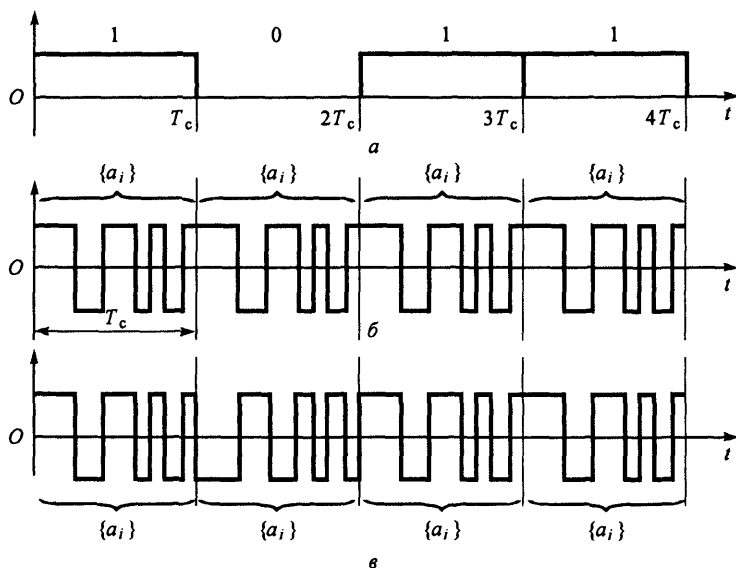 1 0 1 1
O T_c 2T_c 3T_c 4T_c t
а
{a_i} {a_i} {a_i} {a_i}
O t
T_c б
O t
{a_i} {a_i} {a_i} {a_i}
в